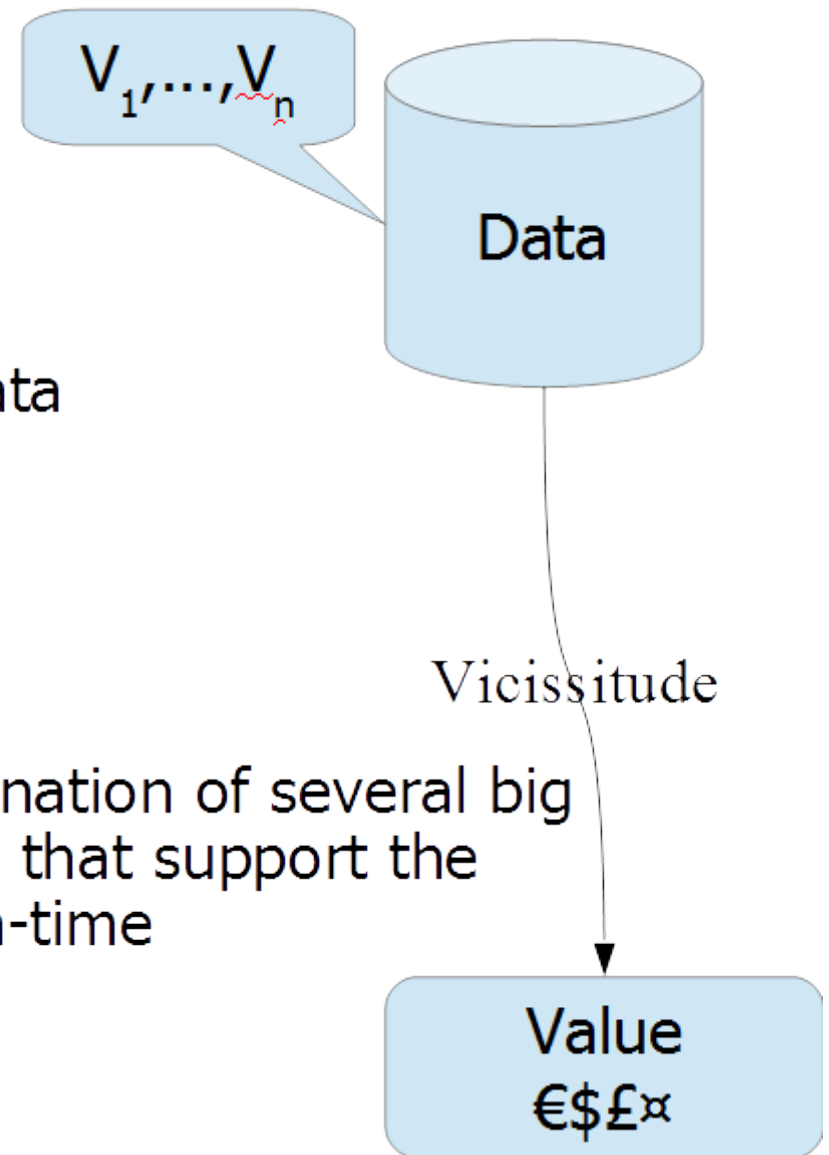 V1,...,Vn
Data
ata
Vicissitude
nation of several big
that support the
-time
Value
€$£¤